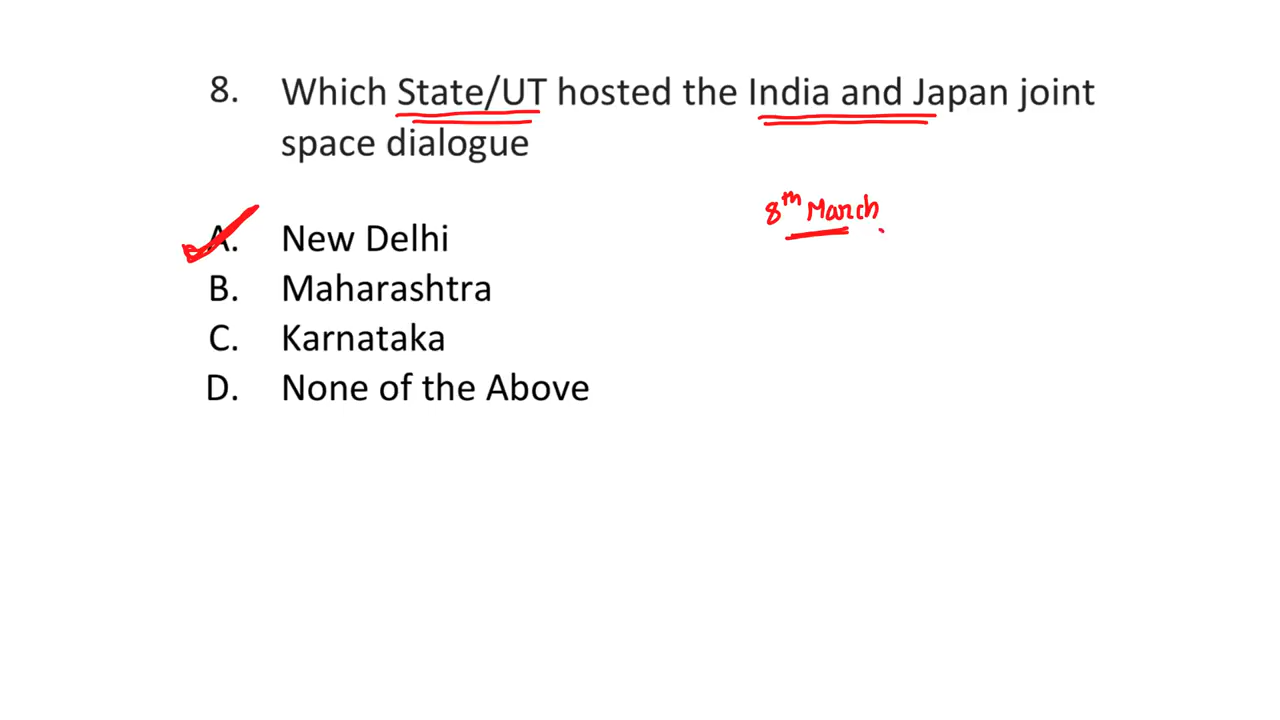 8. Which State/UT hosted the India and Japan joint
space dialogue
8th March
A. New Delhi
B. Maharashtra
C. Karnataka
D. None of the Above